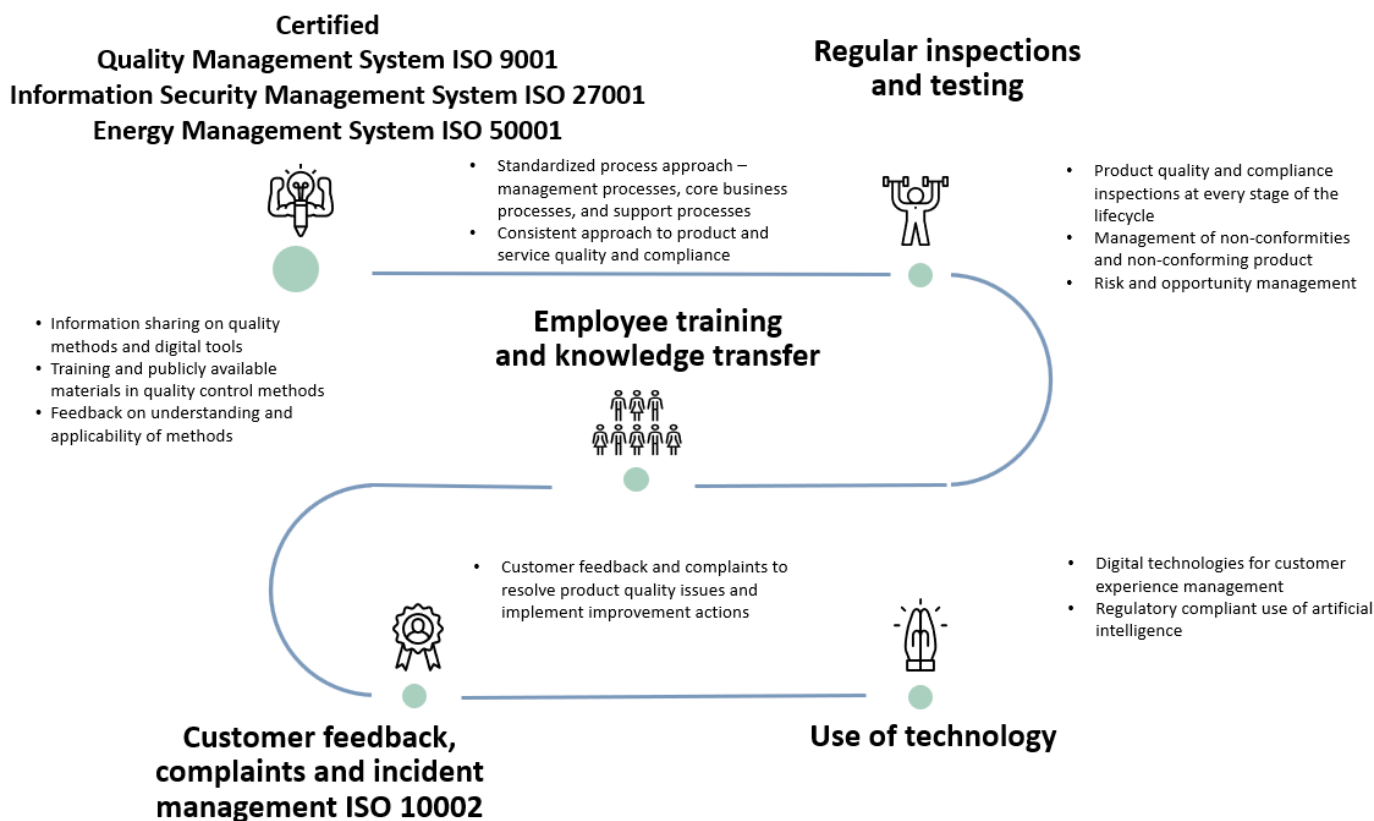 Certified
Quality Management System ISO 9001
Information Security Management System ISO 27001
Energy Management System ISO 50001
• Standardized process approach –
management processes, core business
processes, and support processes
• Consistent approach to product and
service quality and compliance
Regular inspections
and testing
• Product quality and compliance
inspections at every stage of the
lifecycle
• Management of non-conformities
and non-conforming product
• Risk and opportunity management
• Information sharing on quality
methods and digital tools
• Training and publicly available
materials in quality control methods
• Feedback on understanding and
applicability of methods
Employee training
and knowledge transfer
• Customer feedback and complaints to
resolve product quality issues and
implement improvement actions
Customer feedback,
complaints and incident
management ISO 10002
• Digital technologies for customer
experience management
• Regulatory compliant use of artificial
intelligence
Use of technology